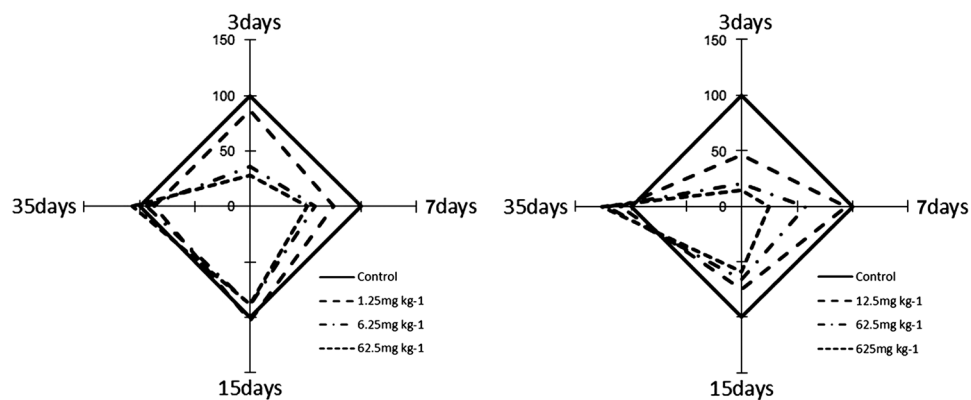 3days
150
100
50
0
35days
7days
Control
1.25mg kg-1
6.25mg kg-1
62.5mg kg-1
15days
3days
150
100
50
0
35days
7days
Control
12.5mg kg-1
62.5mg kg-1
625mg kg-1
15days